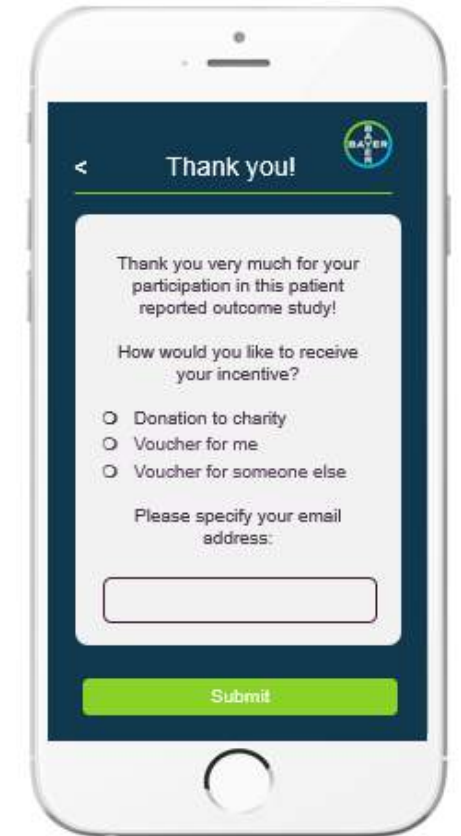 <
Thank you!
BAYER
BAYER
Thank you very much for your
participation in this patient
reported outcome study!
How would you like to receive
your incentive?
Donation to charity
Voucher for me
Voucher for someone else
Please specify your email
address:
Submit